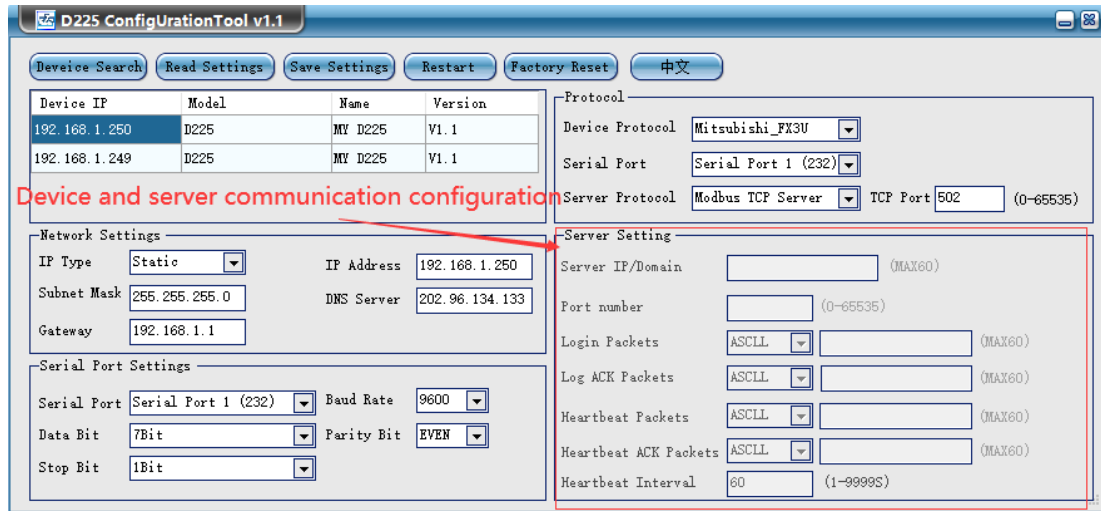 D225 ConfigUrationTool v1.1
Deveice Search Read Settings Save Settings Restart Factory Reset 中文
Device IP Model Name Version
192.168.1.250 D225 MY D225 V1.1
192.168.1.249 D225 MY D225 V1.1
Protocol
Device Protocol Mitsubishi_FX3U
Serial Port Serial Port 1 (232)
Server Protocol Modbus TCP Server TCP Port 502 (0-65535)
Device and server communication configuration
Network Settings
IP Type Static IP Address 192.168.1.250
Subnet Mask 255.255.255.0 DNS Server 202.96.134.133
Gateway 192.168.1.1
Serial Port Settings
Serial Port Serial Port 1 (232) Baud Rate 9600
Data Bit 7Bit Parity Bit EVEN
Stop Bit 1Bit
Server Setting
Server IP/Domain (MAX60)
Port number (0-65535)
Login Packets ASCLL (MAX60)
Log ACK Packets ASCLL (MAX60)
Heartbeat Packets ASCLL (MAX60)
Heartbeat ACK Packets ASCLL (MAX60)
Heartbeat Interval 60 (1-9999S)